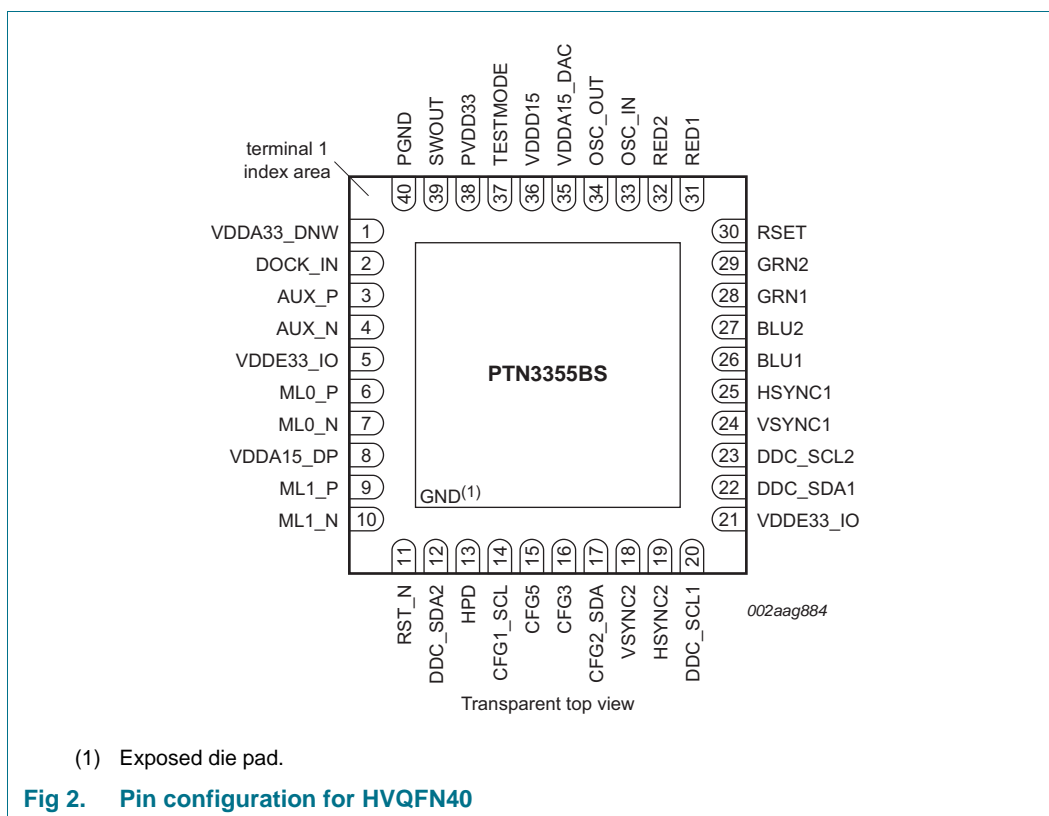 PGND
SWOUT
PVDD33
TESTMODE
VDDD15
VDDA15_DAC
OSC_OUT
OSC_IN
RED2
RED1
terminal 1
index area
40
39
38
37
36
35
34
33
32
31
VDDA33_DNW 1
DOCK_IN 2
AUX_P 3
AUX_N 4
VDDE33_IO 5
ML0_P 6
ML0_N 7
VDDA15_DP 8
ML1_P 9
ML1_N 10
PTN3355BS
GND(1)
30 RSET
29 GRN2
28 GRN1
27 BLU2
26 BLU1
25 HSYNC1
24 VSYNC1
23 DDC_SCL2
22 DDC_SDA1
21 VDDE33_IO
11
12
13
14
15
16
17
18
19
20
RST_N
DDC_SDA2
HPD
CFG1_SCL
CFG5
CFG3
CFG2_SDA
VSYNC2
HSYNC2
DDC_SCL1
002aag884
Transparent top view
(1) Exposed die pad.
Fig 2. Pin configuration for HVQFN40